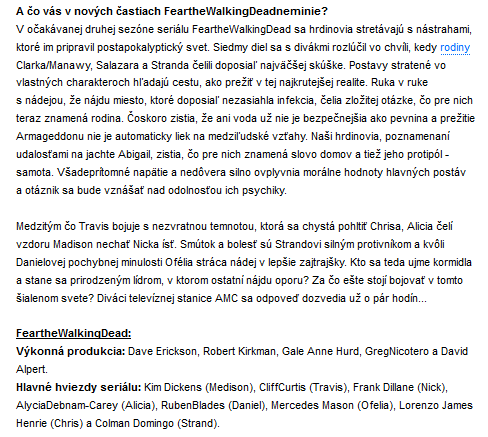 A čo vás v nových častiach FeartheWalkingDeadneminie?
V očakávanej druhej sezóne seriálu FeartheWalkingDead sa hrdinovia stretávajú s nástrahami,
ktoré im pripravil postapokalyptický svet. Siedmy diel sa s divákmi rozlúčil vo chvíli, kedy rodiny
Clarka/Manawy, Salazara a Stranda čelili doposiaľ najväčšej skúške. Postavy stratené vo
vlastných charakteroch hľadajú cestu, ako prežiť v tej najkrutejšej realite. Ruka v ruke
s nádejou, že nájdu miesto, ktoré doposiaľ nezasiahla infekcia, čelia zložitej otázke, čo pre nich
teraz znamená rodina. Čoskoro zistia, že ani voda už nie je bezpečnejšia ako pevnina a prežitie
Armageddonu nie je automaticky liek na medziľudské vzťahy. Naši hrdinovia, poznamenaní
udalosťami na jachte Abigail, zistia, čo pre nich znamená slovo domov a tiež jeho protipól -
samota. Všadeprítomné napätie a nedôvera silno ovplyvnia morálne hodnoty hlavných postáv
a otáznik sa bude vznášať nad odolnosťou ich psychiky.
Medzitým čo Travis bojuje s nezvratnou temnotou, ktorá sa chystá pohltiť Chrisa, Alicia čelí
vzdoru Madison nechať Nicka ísť. Smútok a bolesť sú Strandovi silným protivníkom a kvôli
Danielovej pochybnej minulosti Ofélia stráca nádej v lepšie zajtrajšky. Kto sa teda ujme kormidla
a stane sa prirodzeným lídrom, v ktorom ostatní nájdu oporu? Za čo ešte stojí bojovať v tomto
šialenom svete? Diváci televíznej stanice AMC sa odpoveď dozvedia už o pár hodín...
FeartheWalkingDead:
Výkonná produkcia: Dave Erickson, Robert Kirkman, Gale Anne Hurd, GregNicotero a David
Alpert.
Hlavné hviezdy seriálu: Kim Dickens (Medison), CliffCurtis (Travis), Frank Dillane (Nick),
AlyciaDebnam-Carey (Alicia), RubenBlades (Daniel), Mercedes Mason (Ofelia), Lorenzo James
Henrie (Chris) a Colman Domingo (Strand).